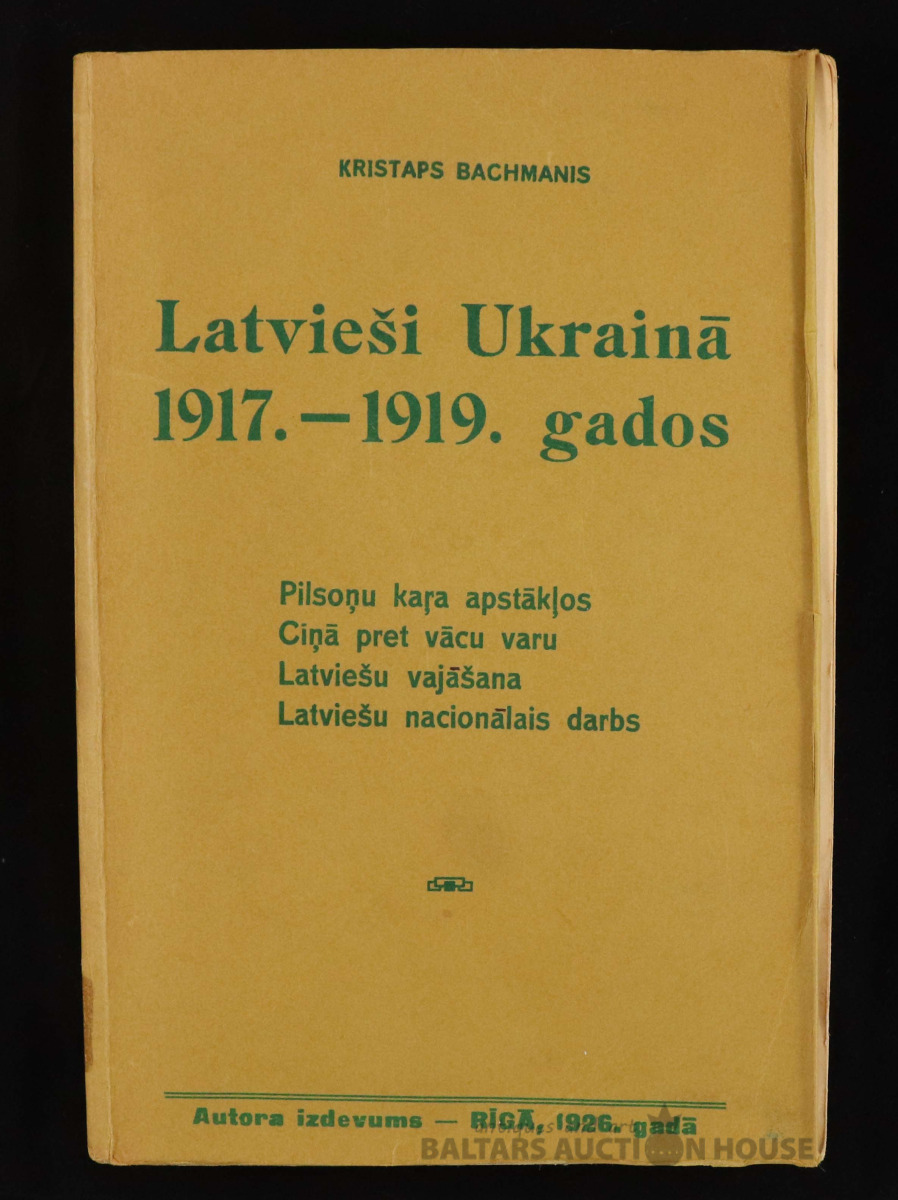 KRISTAPS BACHMANIS
Latvieši Ukrainā
1917.—1919. gados
Pilsoņu kaŗa apstākļos
Ciņā pret vācu varu
Latviešu vajāšana
Latviešu nacionālais darbs
Autora izdevums — RĪGĀ, 1926. gadā
BALTARS AUCTION HOUSE